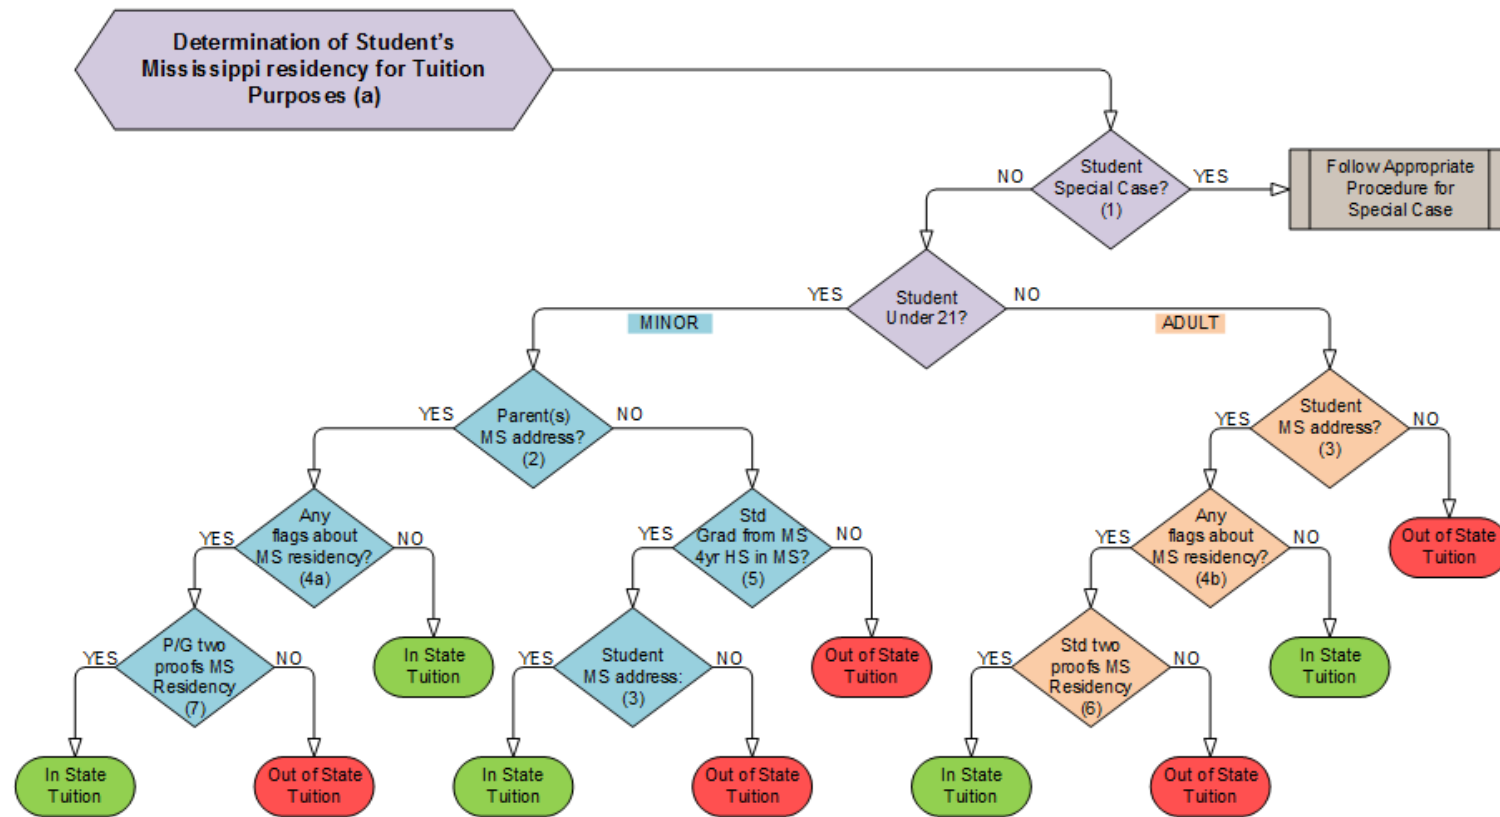 Determination of Student's
Mississippi residency for Tuition
Purposes (a)
Student
Special Case?
(1)
NO
YES
Follow Appropriate
Procedure for
Special Case
Student
Under 21?
YES
NO
MINOR
ADULT
Parent(s)
MS address?
(2)
YES
NO
Student
MS address?
(3)
YES
NO
Any
flags about
MS residency?
(4a)
YES
NO
Std
Grad from MS
4yr HS in MS?
(5)
YES
NO
Any
flags about
MS residency?
(4b)
YES
NO
Out of State
Tuition
P/G two
proofs MS
Residency
(7)
YES
NO
In State
Tuition
Student
MS address:
(3)
YES
NO
Out of State
Tuition
Std two
proofs MS
Residency
(6)
YES
NO
In State
Tuition
In State
Tuition
Out of State
Tuition
In State
Tuition
Out of State
Tuition
In State
Tuition
Out of State
Tuition